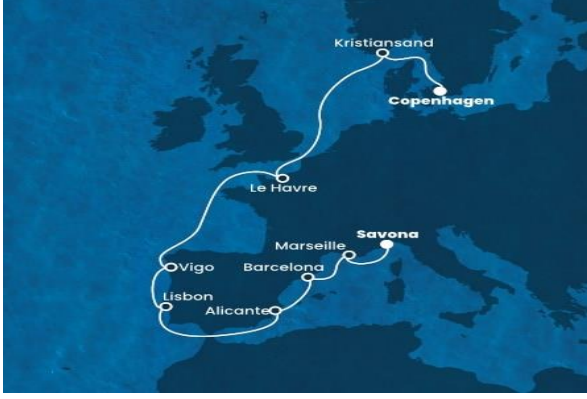 Kristiansand
Copenhagen
Le Havre
Savona
Marseille
Barcelona
Vigo
Lisbon
Alicante